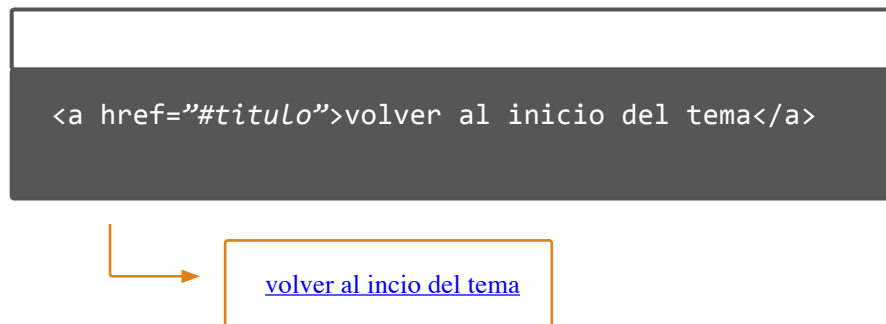 <a href=”#titulo”>volver al inicio del tema</a>
volver al incio del tema